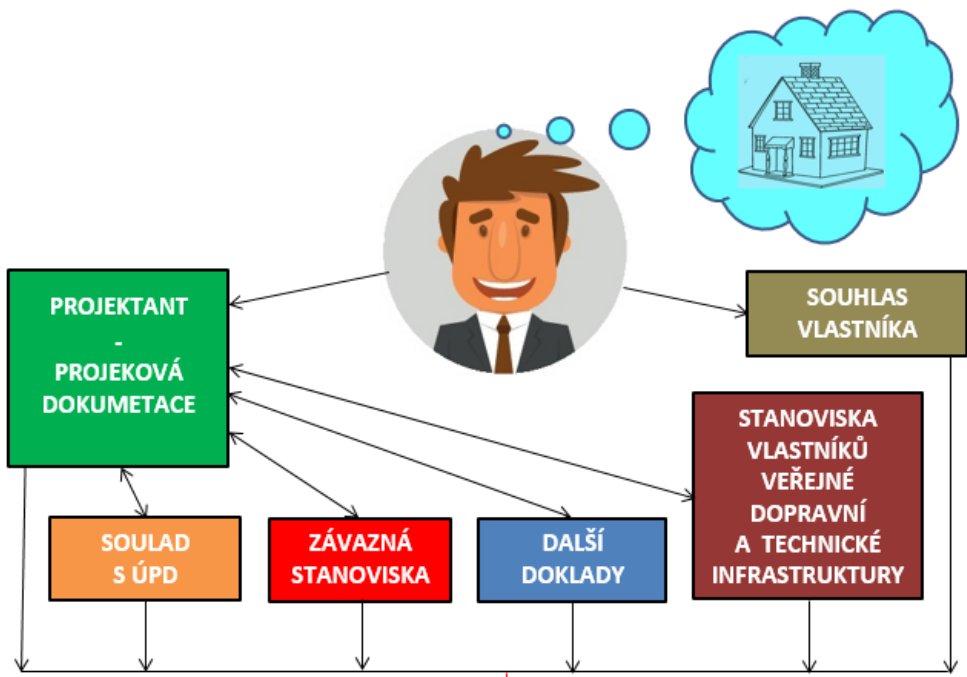 PROJEKTANT
-
PROJEKOVÁ
DOKUMETACE
SOUHLAS
VLASTNÍKA
STANOVISKA
VLASTNÍKŮ
VEŘEJNÉ
DOPRAVNÍ
A TECHNICKÉ
INFRASTRUKTURY
SOULAD
S ÚPD
ZÁVAZNÁ
STANOVISKA
DALŠÍ
DOKLADY